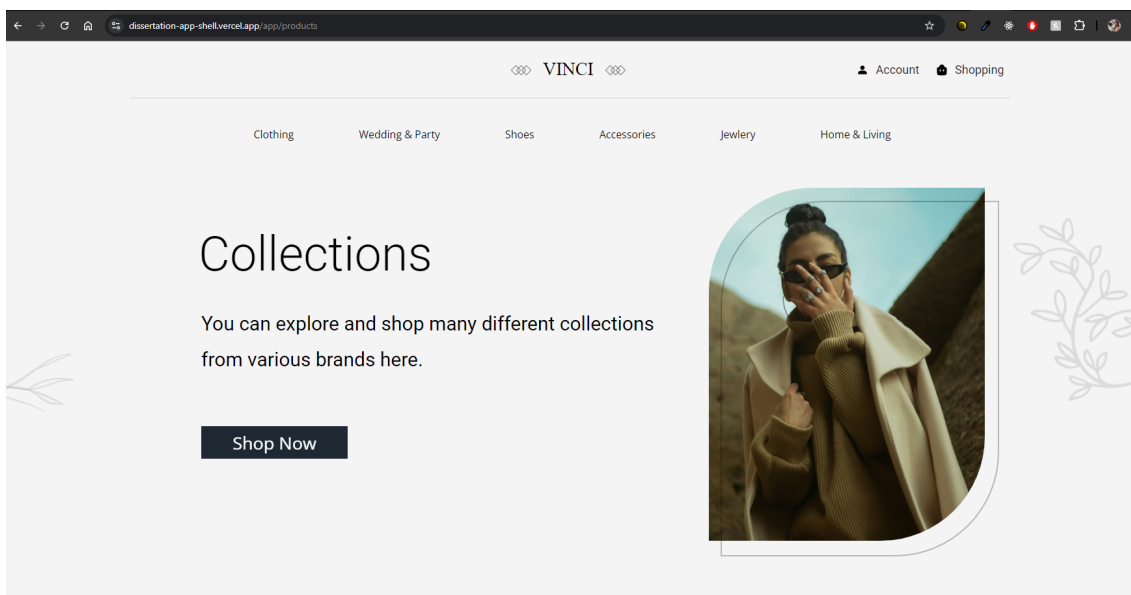 dissertation-app-shell.vercel.app/app/products
VINCI
Account Shopping
Clothing Wedding & Party Shoes Accessories Jewlery Home & Living
Collections
You can explore and shop many different collections
from various brands here.
Shop Now